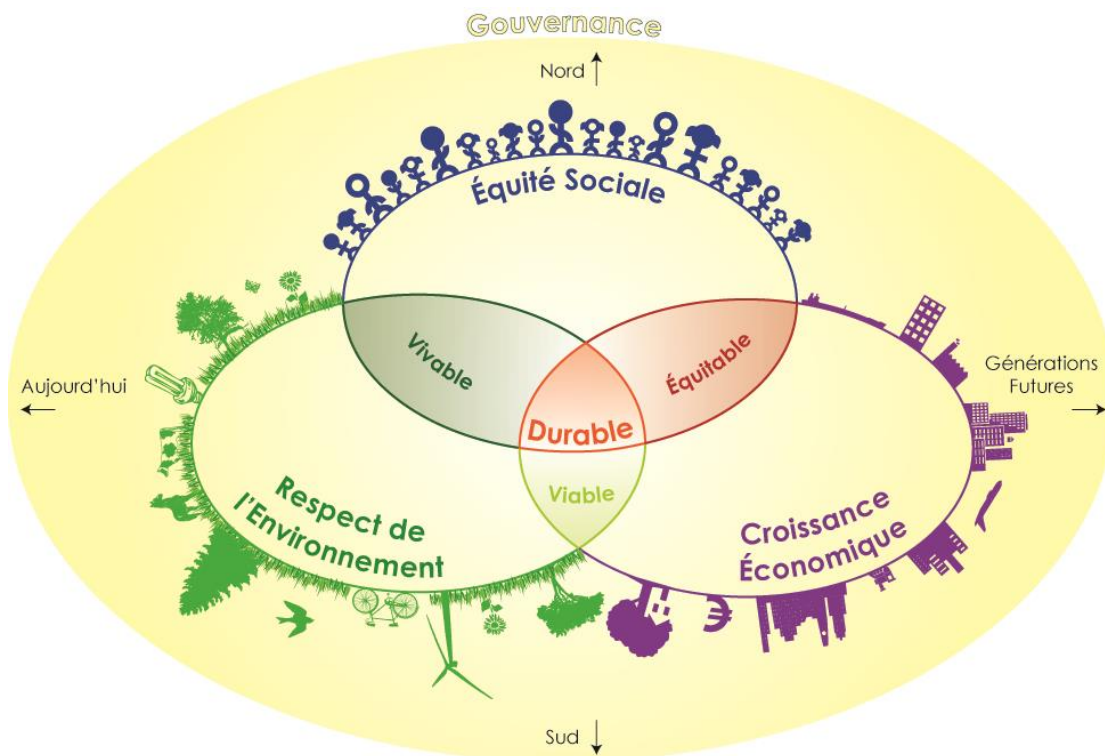 Gouvernance
Nord
Équité Sociale
Vivable
Équitable
Aujourd'hui
Générations
Futures
Durable
Viable
Respect de
l'Environnement
Croissance
Économique
€
Sud